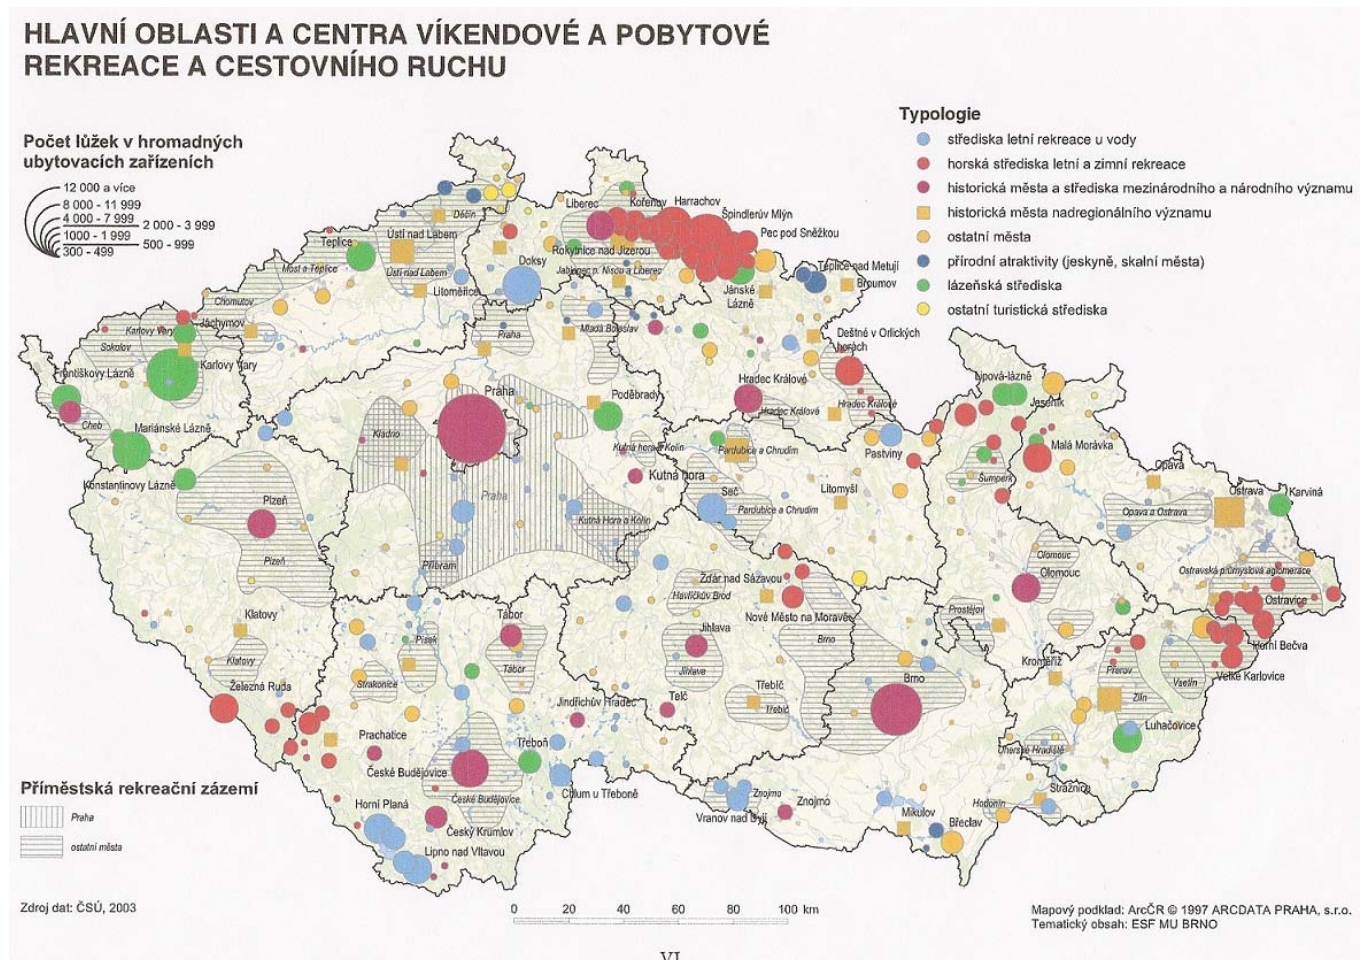 HLAVNÍ OBLASTI A CENTRA VÍKENDOVÉ A POBYTOVÉ
REKREACE A CESTOVNÍHO RUCHU
Počet lůžek v hromadných
ubytovacích zařízeních
12 000 a více
8 000 - 11 999
4 000 - 7 999
2 000 - 3 999
1000 - 1 999
500 - 999
300 - 499
Typologie
střediska letní rekreace u vody
horská střediska letní a zimní rekreace
historická města a střediska mezinárodního a národního významu
historická města nadregionálního významu
ostatní města
přírodní atraktivity (jeskyně, skalní města)
lázeňská střediska
ostatní turistická střediska
Liberec
Kořenov
Harrachov
Špindlerův Mlýn
Pec pod Sněžkou
Děčín
Ústí nad Labem
Teplice
Rokytnice nad Jizerou
Jablonec n. Nisou a Liberec
Doksy
Teplice nad Metují
Broumov
Most a Teplice
Ústí nad Labem
Litoměřice
Janské
Lázně
Chomutov
Jáchymov
Karlovy Vary
Sokolov
Praha
Mladá Boleslav
Deštné v Orlických
horách
Františkovy Lázně
Karlovy Vary
Hradec Králové
Lipová-lázně
Jeseník
Praha
Poděbrady
Hradec Králové
Hradec Králové
Cheb
Mariánské Lázně
Kladno
Kutná hora a Kolín
Pardubice a Chrudim
Pastviny
Malá Morávka
Konstantinovy Lázně
Kutná hora
Šumperk
Opava
Plzeň
Praha
Seč
Litomyšl
Pardubice a Chrudim
Ostrava
Karviná
Kutná Hora a Kolín
Opava a Ostrava
Plzeň
Příbram
Olomouc
Olomouc
Ostravská průmyslová aglomerace
Žďár nad Sázavou
Havlíčkův Brod
Nové Město na Moravě
Prostějov
Ostravice
Klatovy
Tábor
Písek
Jihlava
Brno
Horní Bečva
Klatovy
Tábor
Jihlava
Kroměříž
Přerov
Vsetín
Velké Karlovice
Železná Ruda
Strakonice
Jindřichův Hradec
Telč
Třebíč
Třebíč
Brno
Zlín
Prachatice
Třeboň
Luhačovice
Uherské Hradiště
České Budějovice
České Budějovice
Chlum u Třeboně
Znojmo
Znojmo
Vranov nad Dyjí
Strážnice
Hodonín
Mikulov
Břeclav
Horní Planá
Český Krumlov
Lipno nad Vltavou
Příměstská rekreační zázemí
Praha
ostatní města
Zdroj dat: ČSÚ, 2003
0 20 40 60 80 100 km
Mapový podklad: ArcČR © 1997 ARCDATA PRAHA, s.r.o.
Tematický obsah: ESF MU BRNO
VI